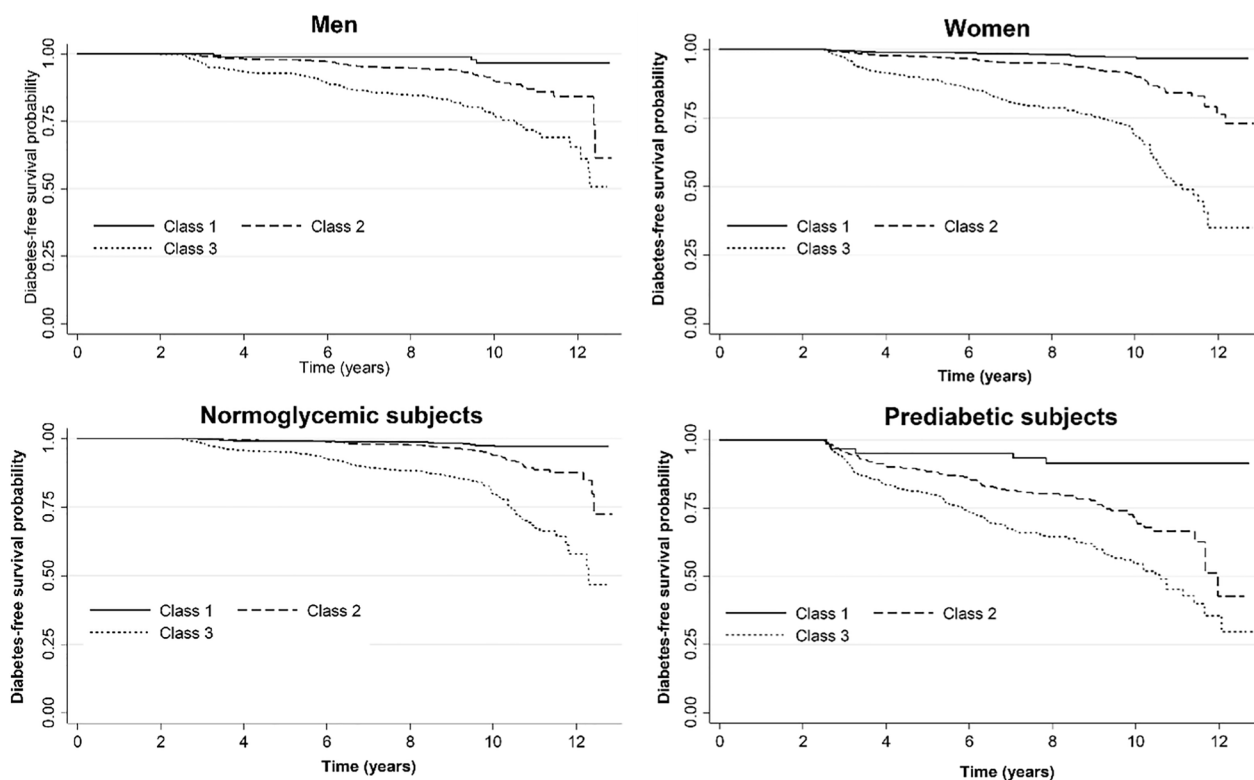 Men
Diabetes-free survival probability
1.00
0.75
0.50
0.25
0.00
Class 1
Class 2
Class 3
0 2 4 6 8 10 12
Time (years)
Women
Diabetes-free survival probability
1.00
0.75
0.50
0.25
0.00
Class 1
Class 2
Class 3
0 2 4 6 8 10 12
Time (years)
Normoglycemic subjects
Diabetes-free survival probability
1.00
0.75
0.50
0.25
0.00
Class 1
Class 2
Class 3
0 2 4 6 8 10 12
Time (years)
Prediabetic subjects
Diabetes-free survival probability
1.00
0.75
0.50
0.25
0.00
Class 1
Class 2
Class 3
0 2 4 6 8 10 12
Time (years)